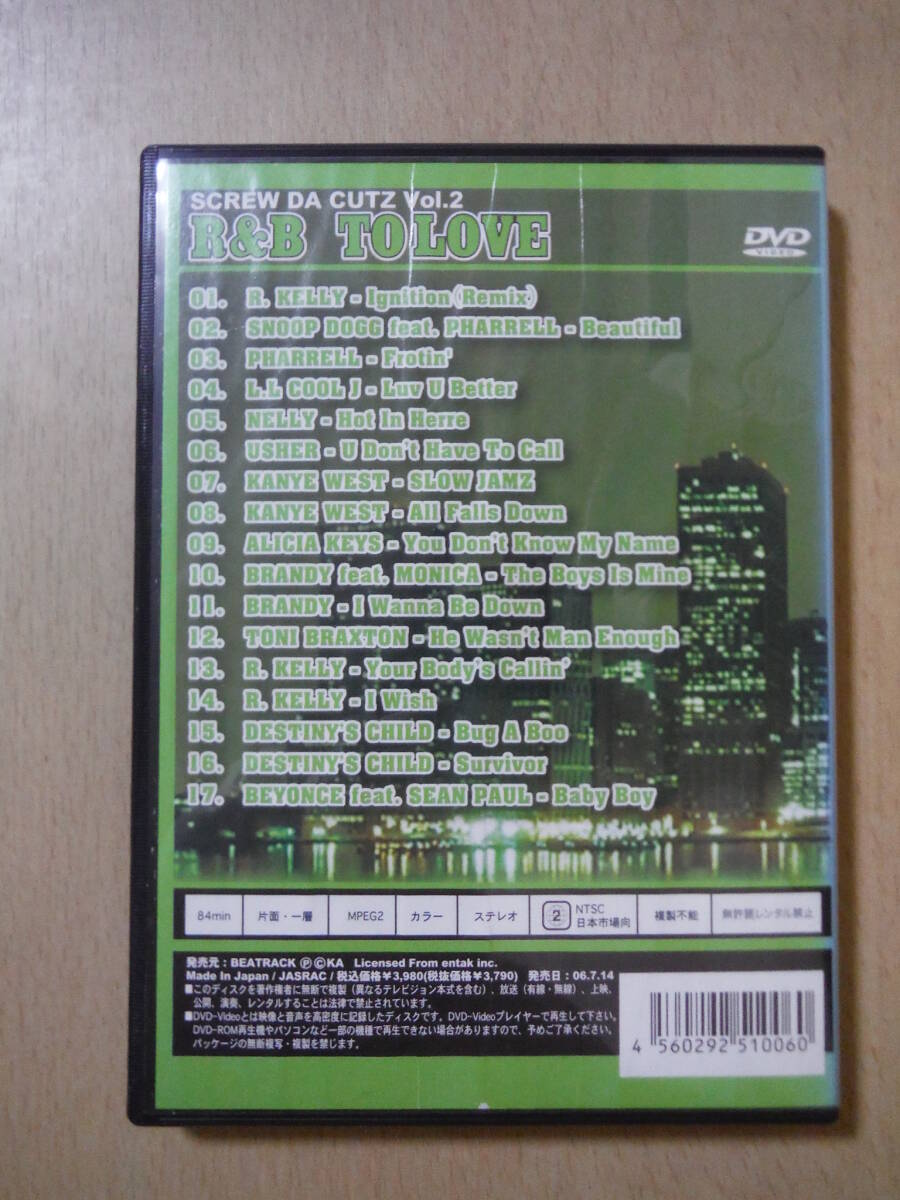 SCREW DA CUTZ Vol.2
R&B TO LOVE
DVD
VIDEO
01. R. KELLY - Ignition (Remix)
02. SNOOP DOGG feat. PHARRELL - Beautiful
03. PHARRELL - Frotin'
04. L.L COOL J - Luv U Better
05. NELLY - Hot In Herre
06. USHER - U Don't Have To Call
07. KANYE WEST - SLOW JAMZ
08. KANYE WEST - All Falls Down
09. ALICIA KEYS - You Don't Know My Name
10. BRANDY feat. MONICA - The Boys Is Mine
11. BRANDY - I Wanna Be Down
12. TONI BRAXTON - He Wasn't Man Enough
13. R. KELLY - Your Body's Callin'
14. R. KELLY - I Wish
15. DESTINY'S CHILD - Bug A Boo
16. DESTINY'S CHILD - Survivor
17. BEYONCE feat. SEAN PAUL - Baby Boy
84min 片面・一層 MPEG2 カラー ステレオ 2 NTSC 日本市場向 複製不能 無許諾レンタル禁止
発売元:BEATRACK ℗©KA Licensed From entak inc.
Made In Japan / JASRAC / 税込価格¥3,980(税抜価格¥3,790) 発売日:06.7.14
■このディスクを著作権者に無断で複製(異なるテレビジョン本式を含む)、放送(有線・無線)、上映、
公開、演奏、レンタルすることは法律で禁止されています。
■DVD-Videoとは映像と音声を高密度に記録したディスクです。DVD-Videoプレイヤーで再生して下さい。
DVD-ROM再生機やパソコンなど一部の機種で再生できない場合がありますので、予めご了承ください。
パッケージの無断複写・複製を禁じます。
4 560292 510060